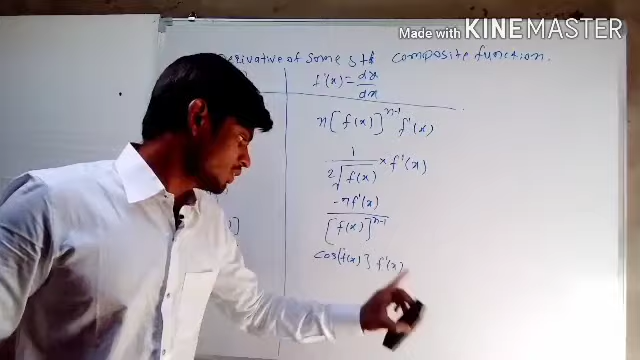 Made with KINEMASTER
Derivative of Some std composite function.
f'(x) = dy/dx
n[f(x)]^n-1 f'(x)
1/2√f(x) × f'(x)
-n f'(x)/[f(x)]^n-1
cos{f(x)} f'(x)